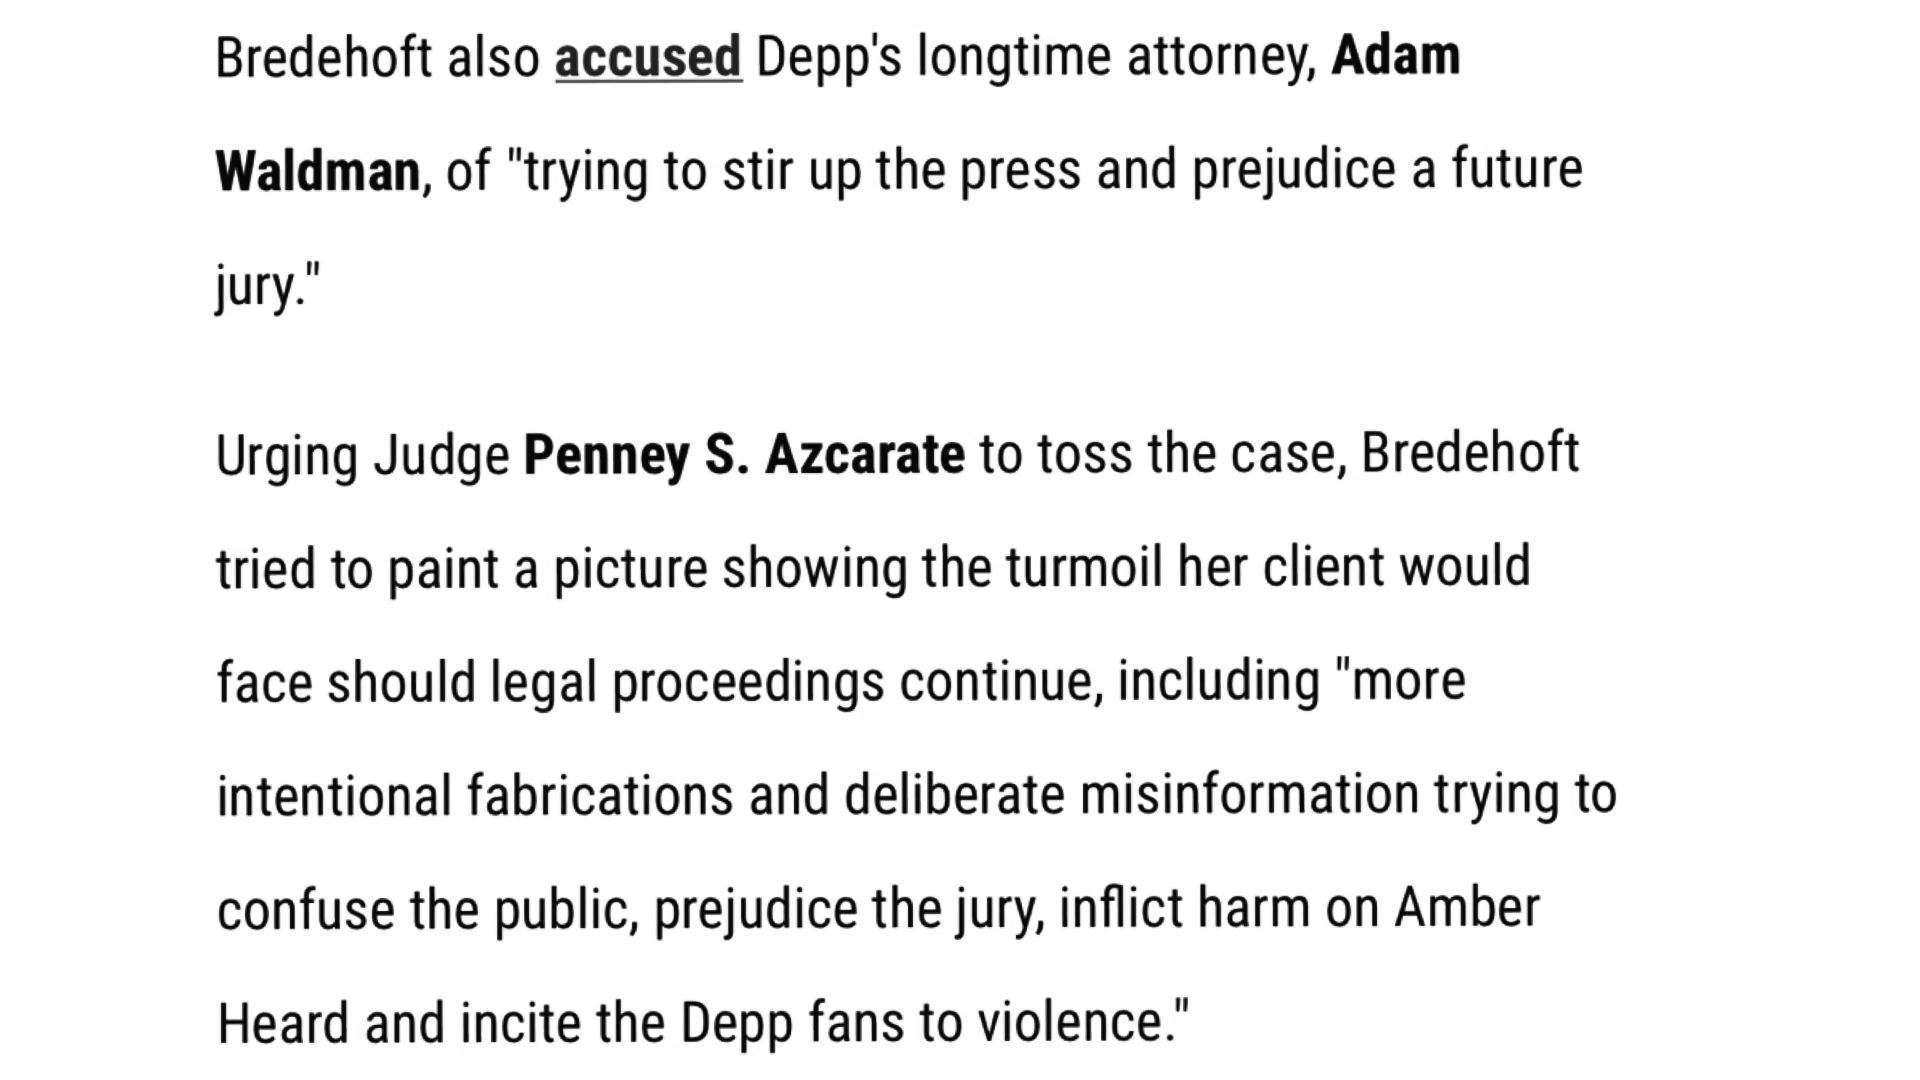 Bredehoft also accused Depp's longtime attorney, Adam
Waldman, of "trying to stir up the press and prejudice a future
jury."
Urging Judge Penney S. Azcarate to toss the case, Bredehoft
tried to paint a picture showing the turmoil her client would
face should legal proceedings continue, including "more
intentional fabrications and deliberate misinformation trying to
confuse the public, prejudice the jury, inflict harm on Amber
Heard and incite the Depp fans to violence."